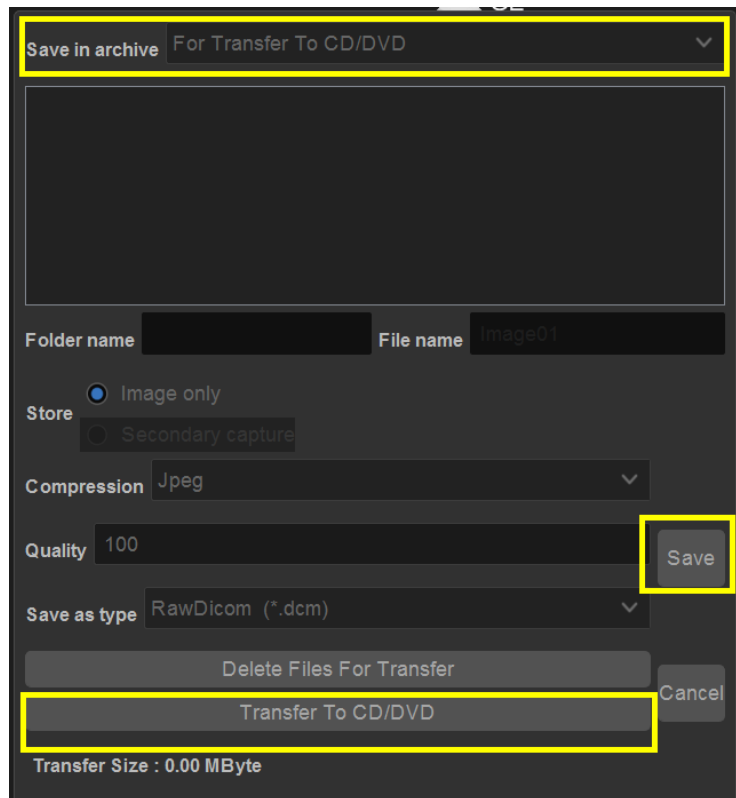 Save in archive For Transfer To CD/DVD
Folder name File name Image01
Store
Image only
Secondary capture
Compression Jpeg
Quality 100
Save
Save as type RawDicom (*.dcm)
Delete Files For Transfer
Cancel
Transfer To CD/DVD
Transfer Size : 0.00 MByte